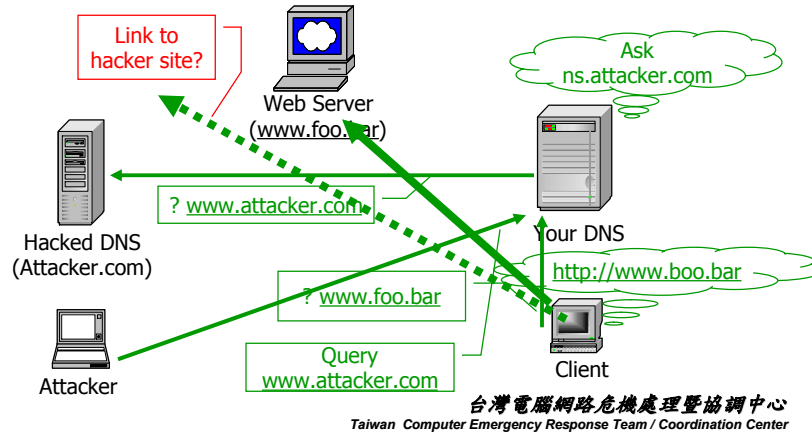 Link to
hacker site?
Web Server
(www.foo.bar)
Ask
ns.attacker.com
? www.attacker.com
Hacked DNS
(Attacker.com)
Your DNS
http://www.boo.bar
? www.foo.bar
Attacker
Query
www.attacker.com
Client
台灣電腦網路危機處理暨協調中心
Taiwan Computer Emergency Response Team / Coordination Center